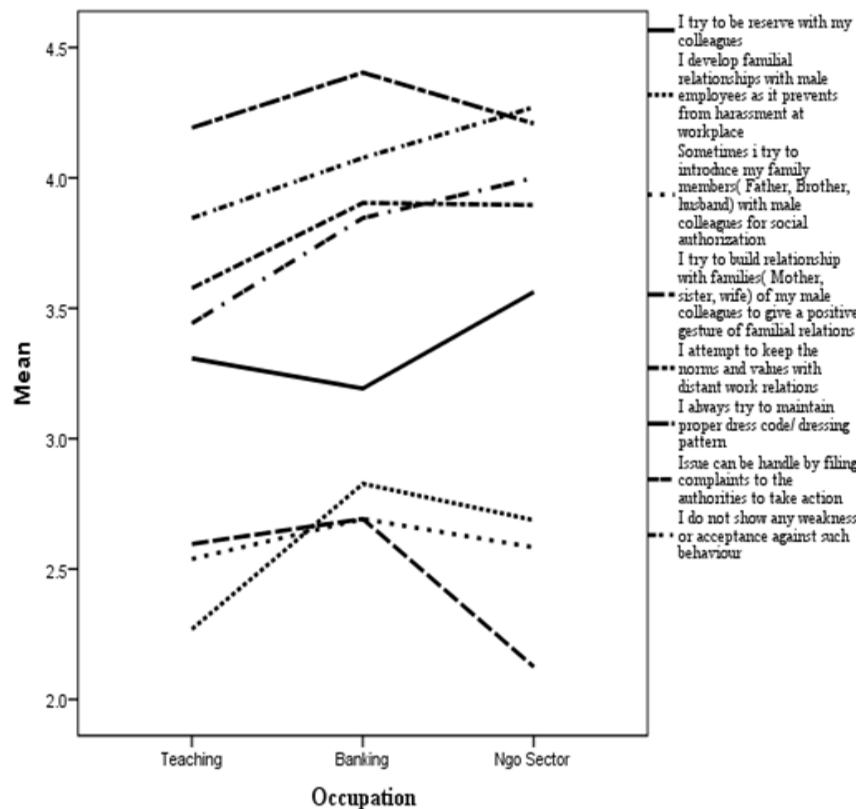 I try to be reserve with my
colleagues
I develop familial
relationships with male
employees as it prevents
from harassment at
workplace
Sometimes i try to
introduce my family
members( Father, Brother,
husband) with male
colleagues for social
authorization
I try to build relationship
with families( Mother,
sister, wife) of my male
colleagues to give a positive
gesture of familial relations
I attempt to keep the
norms and values with
distant work relations
I always try to maintain
proper dress code/ dressing
pattern
Issue can be handle by filing
complaints to the
authorities to take action
I do not show any weakness
or acceptance against such
behaviour
4.5
4.0
3.5
3.0
2.5
2.0
Mean
Teaching Banking Ngo Sector
Occupation